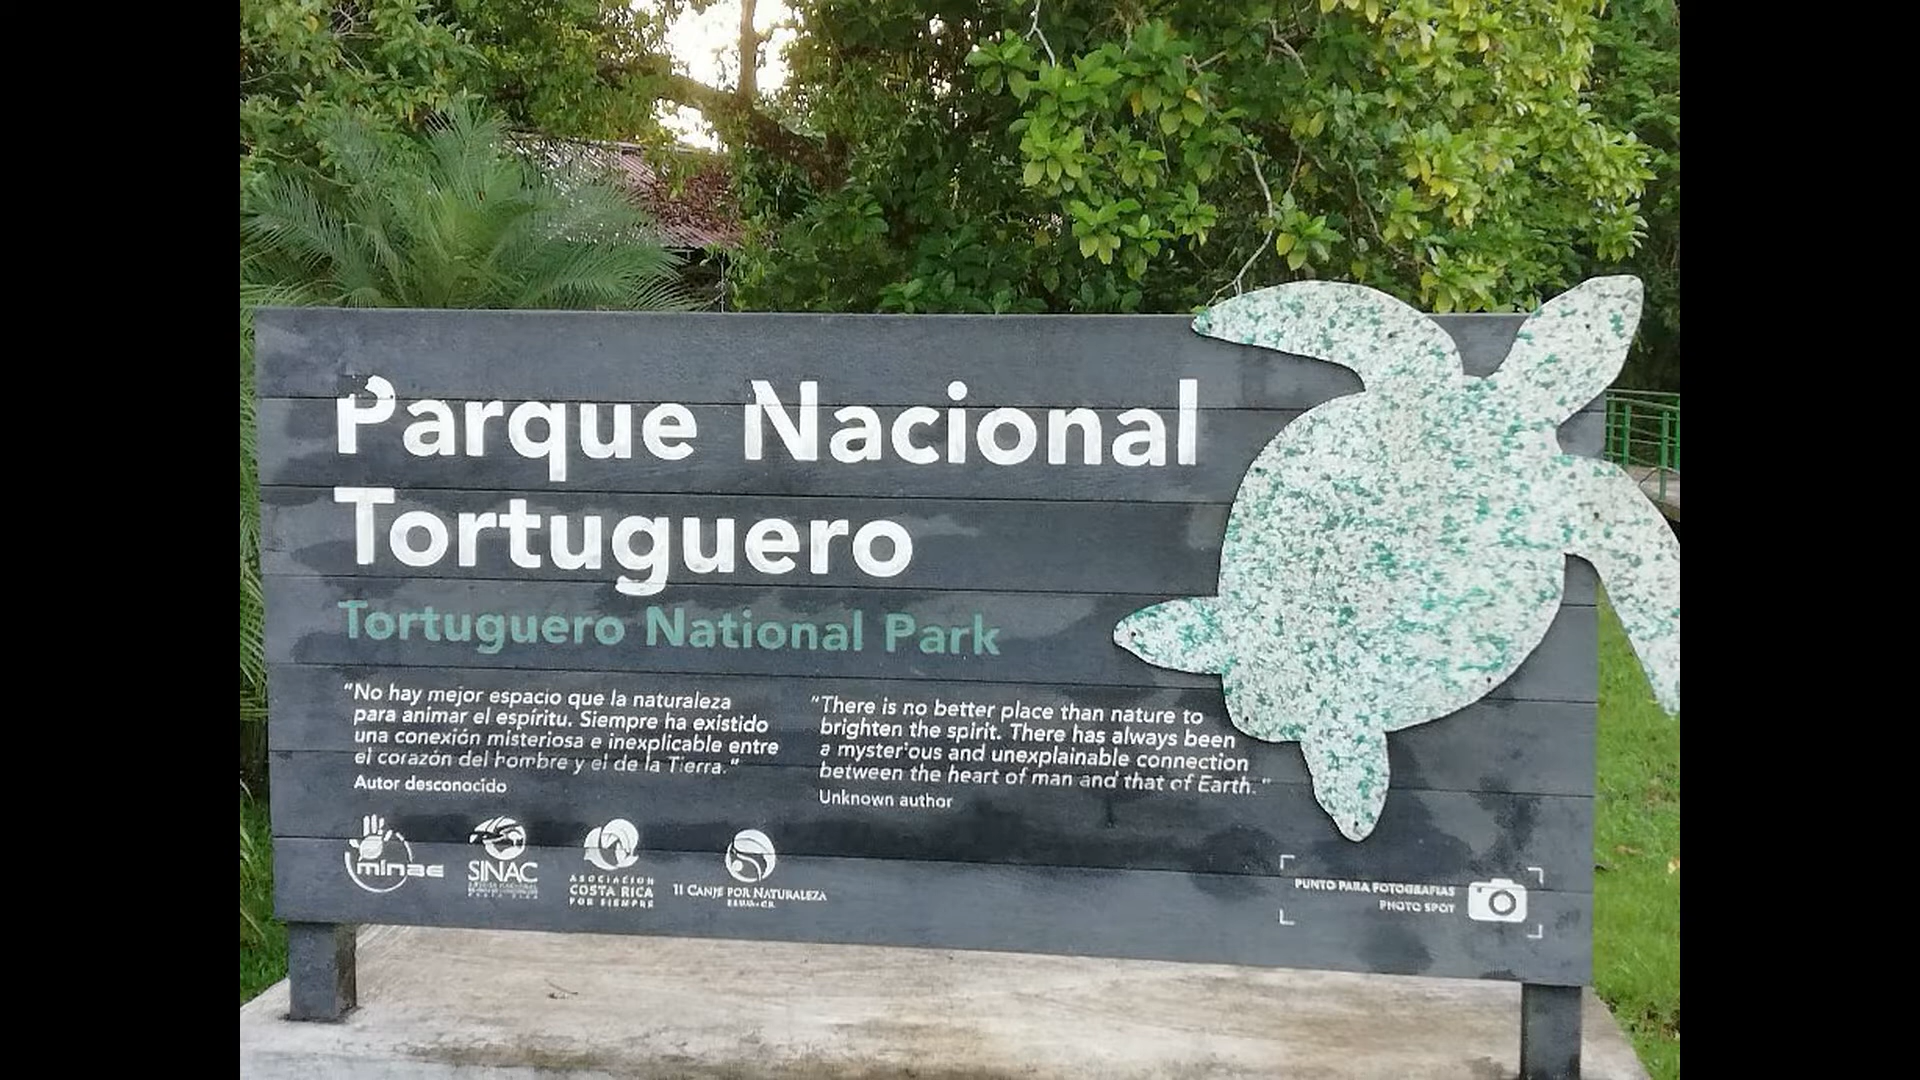 Parque Nacional
Tortuguero
Tortuguero National Park
"No hay mejor espacio que la naturaleza
para animar el espíritu. Siempre ha existido
una conexión misteriosa e inexplicable entre
el corazón del hombre y el de la Tierra."
Autor desconocido
"There is no better place than nature to
brighten the spirit. There has always been
a mysterious and unexplainable connection
between the heart of man and that of Earth."
Unknown author
minae
SINAC
ASOCIACION
COSTA RICA
POR SIEMPRE
II CANJE POR NATURALEZA
PUNTO PARA FOTOGRAFIAS
PHOTO SPOT